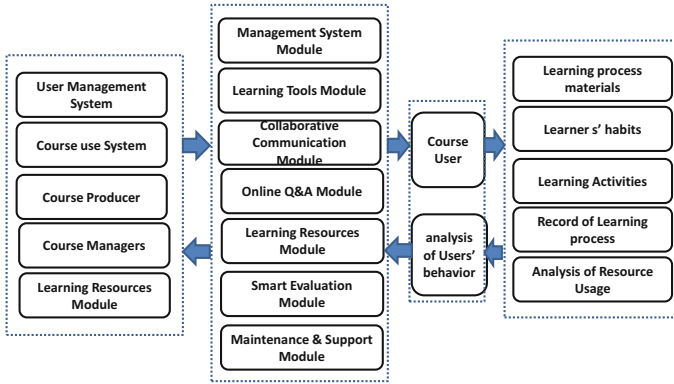 User Management
System
Course use System
Course Producer
Course Managers
Learning Resources
Module
Management System
Module
Learning Tools Module
Collaborative
Communication
Module
Online Q&A Module
Learning Resources
Module
Smart Evaluation
Module
Maintenance & Support
Module
Course
User
analysis
of Users’
behavior
Learning process
materials
Learner s’ habits
Learning Activities
Record of Learning
process
Analysis of Resource
Usage